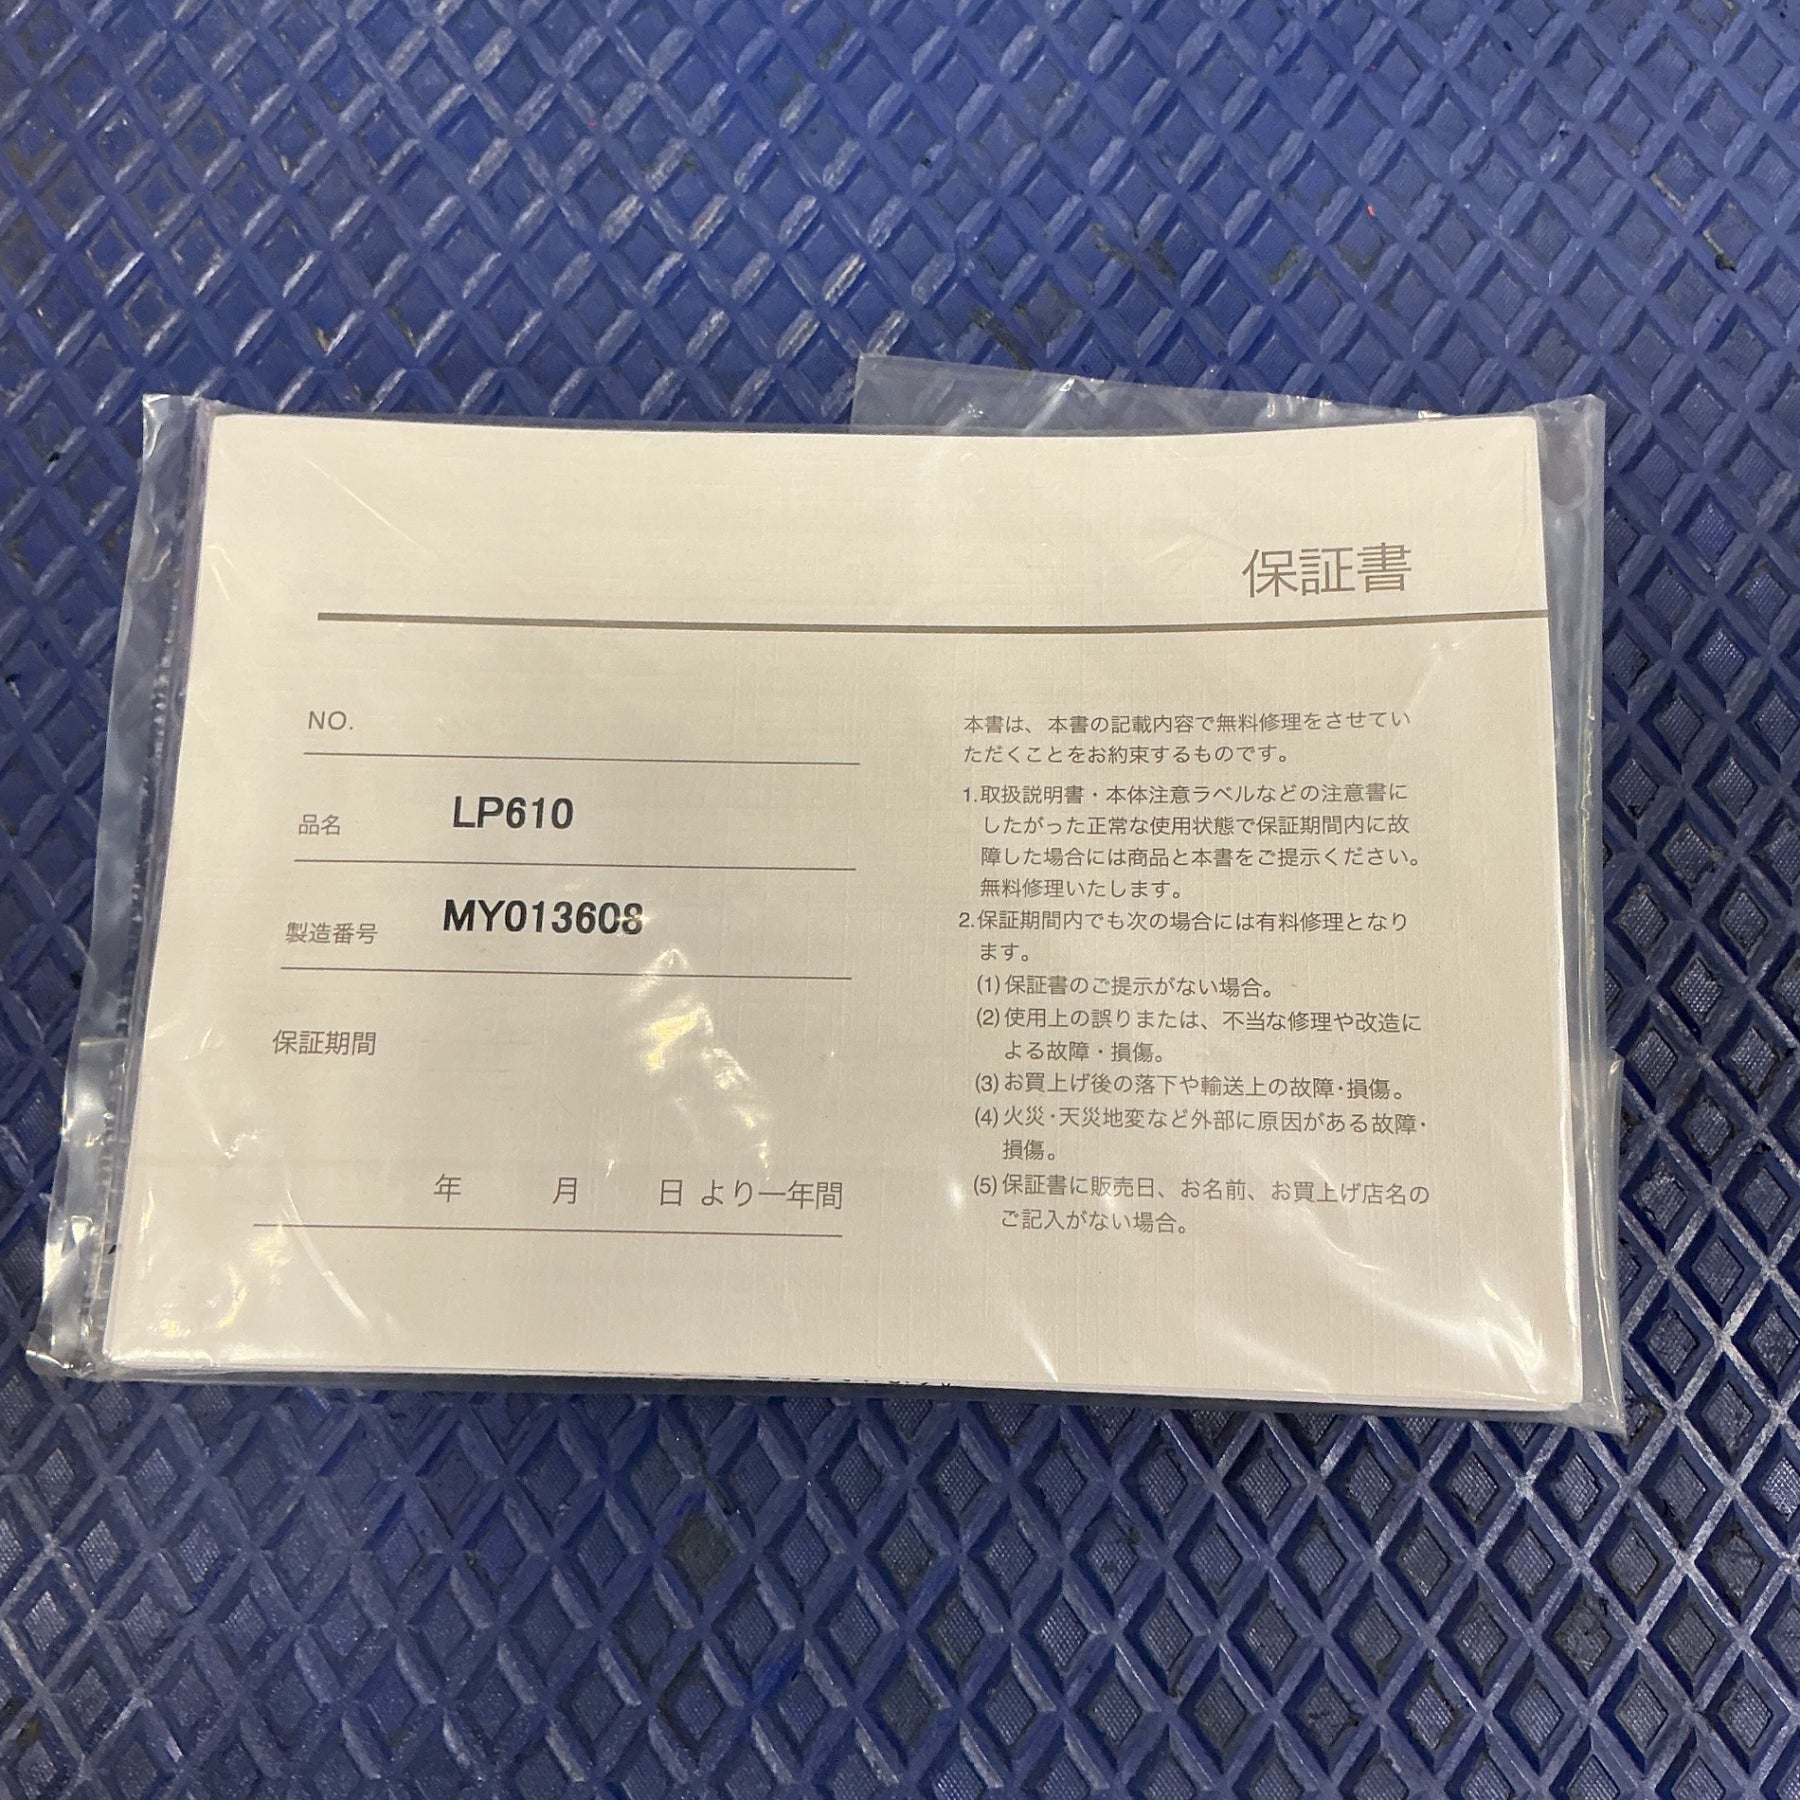 保証書
NO.
品名 LP610
製造番号 MY013608
保証期間
年 月 日 より一年間
本書は、本書の記載内容で無料修理をさせてい
ただくことをお約束するものです。
1.取扱説明書・本体注意ラベルなどの注意書に
したがった正常な使用状態で保証期間内に故
障した場合には商品と本書をご提示ください。
無料修理いたします。
2.保証期間内でも次の場合には有料修理となり
ます。
(1)保証書のご提示がない場合。
(2)使用上の誤りまたは、不当な修理や改造に
よる故障・損傷。
(3)お買上げ後の落下や輸送上の故障・損傷。
(4)火災・天災地変など外部に原因がある故障・
損傷。
(5)保証書に販売日、お名前、お買上げ店名の
ご記入がない場合。